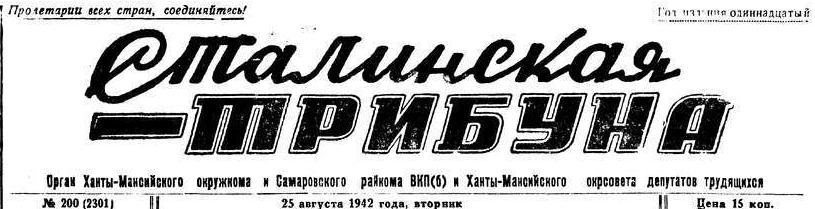 Пролетарии всех стран, соединяйтесь!
Год издания одиннадцатый
Сталинская
ТРИБУНА
Орган Ханты-Мансийского окружкома и Самаровского райкома ВКП(б) и Ханты-Мансийского окрсовета депутатов трудящихся
№ 200 (2301) 25 августа 1942 года, вторник Цена 15 коп.